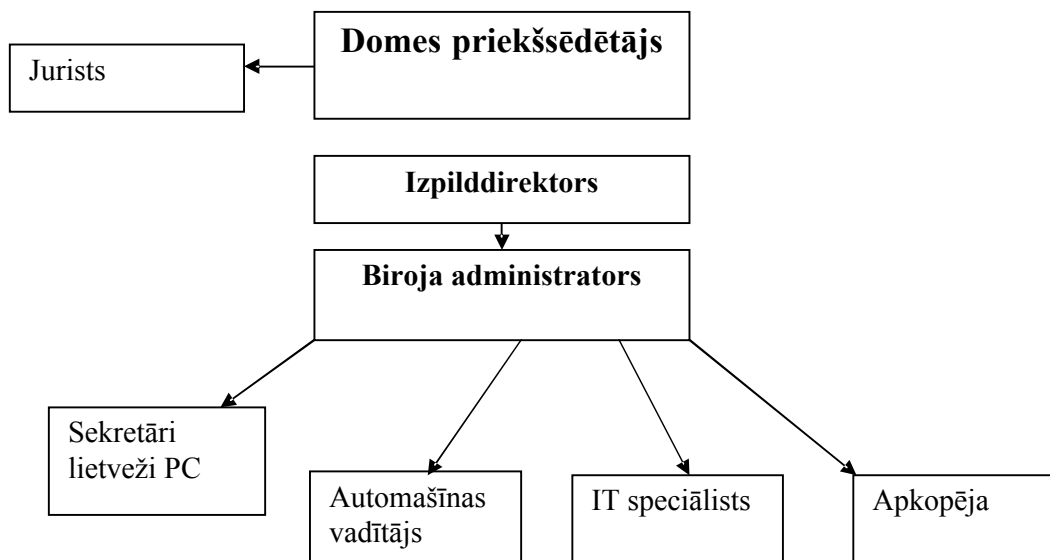 Domes priekšsēdētājs
Jurists
Izpilddirektors
Biroja administrators
Sekretāri
lietveži PC
Automašīnas
vadītājs
IT speciālists
Apkopēja